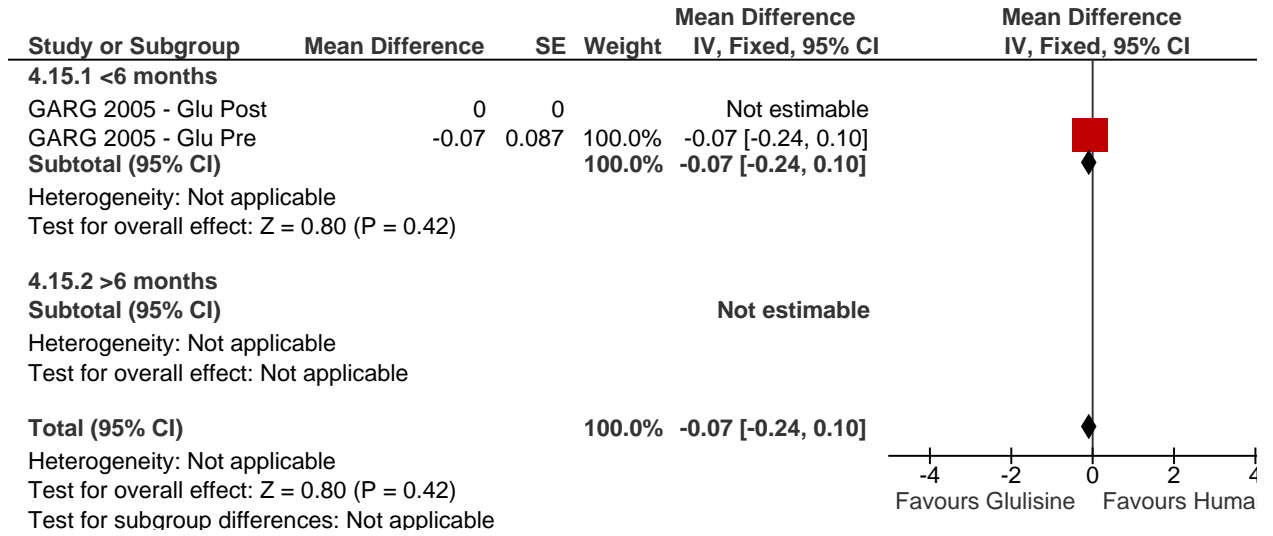 Mean Difference Mean Difference
Study or Subgroup Mean Difference SE Weight IV, Fixed, 95% CI IV, Fixed, 95% CI
4.15.1 <6 months
GARG 2005 - Glu Post 0 0 Not estimable
GARG 2005 - Glu Pre -0.07 0.087 100.0% -0.07 [-0.24, 0.10]
Subtotal (95% CI) 100.0% -0.07 [-0.24, 0.10]
Heterogeneity: Not applicable
Test for overall effect: Z = 0.80 (P = 0.42)
4.15.2 >6 months
Subtotal (95% CI) Not estimable
Heterogeneity: Not applicable
Test for overall effect: Not applicable
Total (95% CI) 100.0% -0.07 [-0.24, 0.10]
Heterogeneity: Not applicable
Test for overall effect: Z = 0.80 (P = 0.42)
Test for subgroup differences: Not applicable
-4 -2 0 2 4
Favours Glulisine Favours Huma